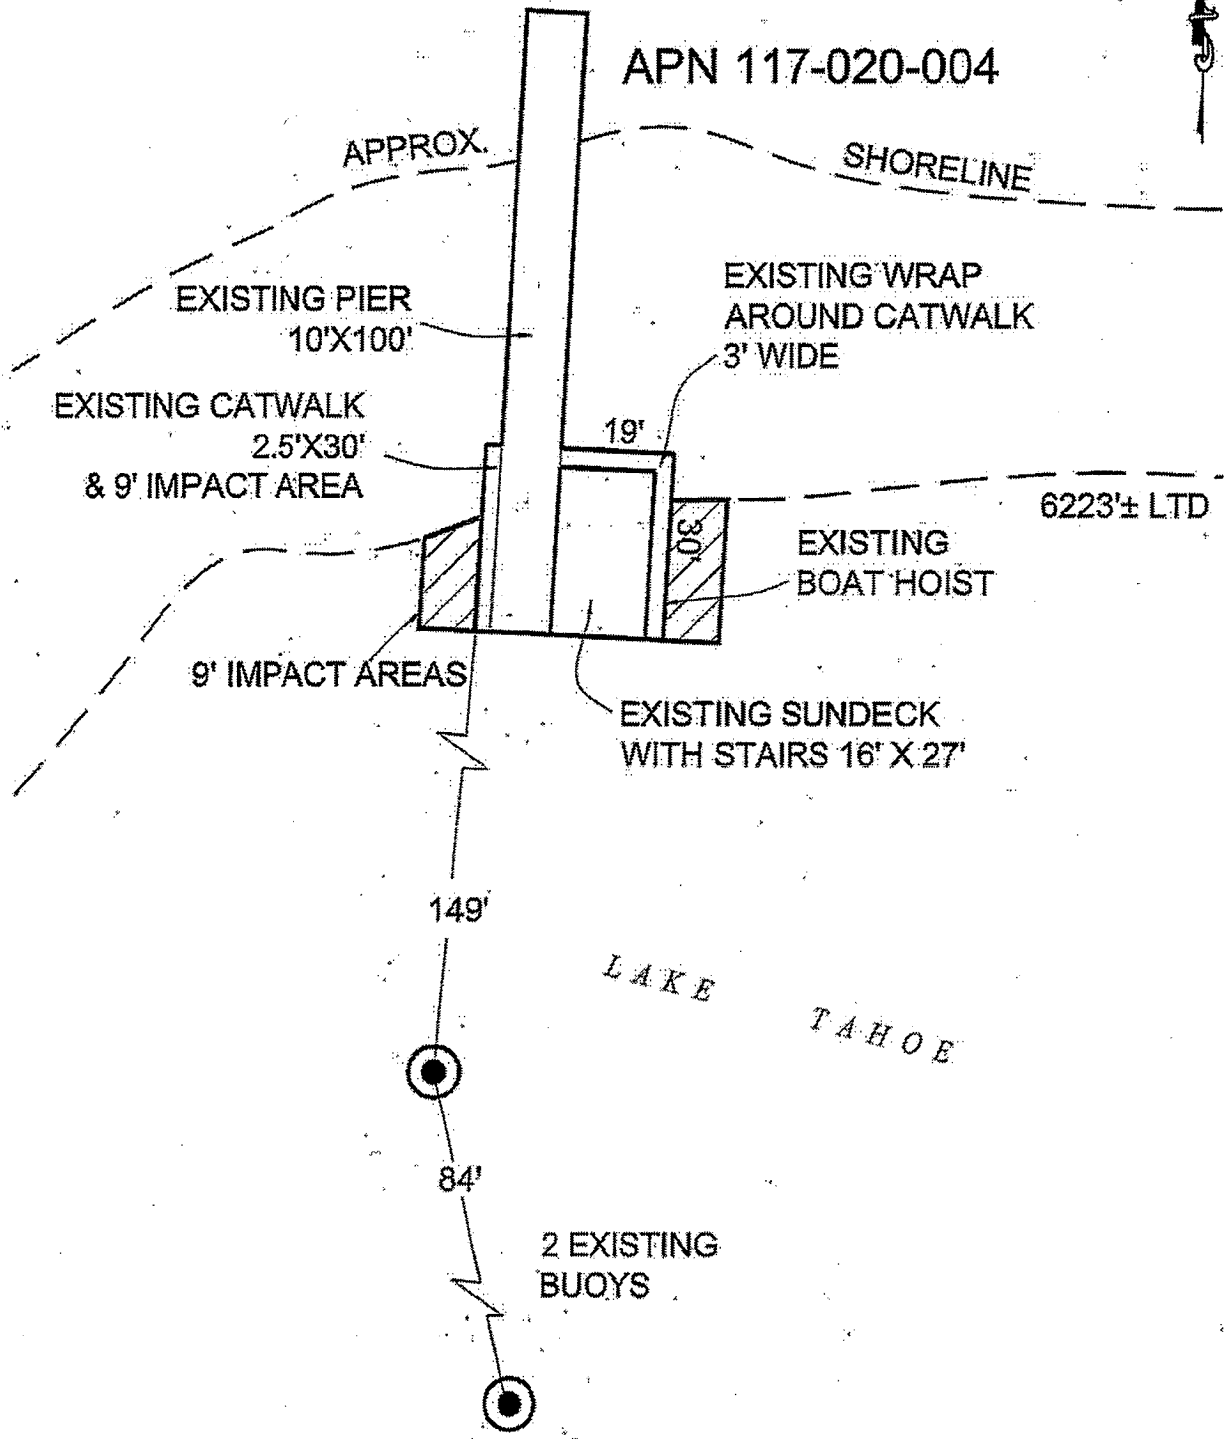 APN 117-020-004
APPROX.
SHORELINE
EXISTING PIER
10'X100'
EXISTING WRAP
AROUND CATWALK
3' WIDE
EXISTING CATWALK
2.5'X30'
& 9' IMPACT AREA
19'
6223'± LTD
30'
EXISTING
BOAT HOIST
9' IMPACT AREAS
EXISTING SUNDECK
WITH STAIRS 16' X 27'
149'
LAKE TAHOE
84'
2 EXISTING
BUOYS